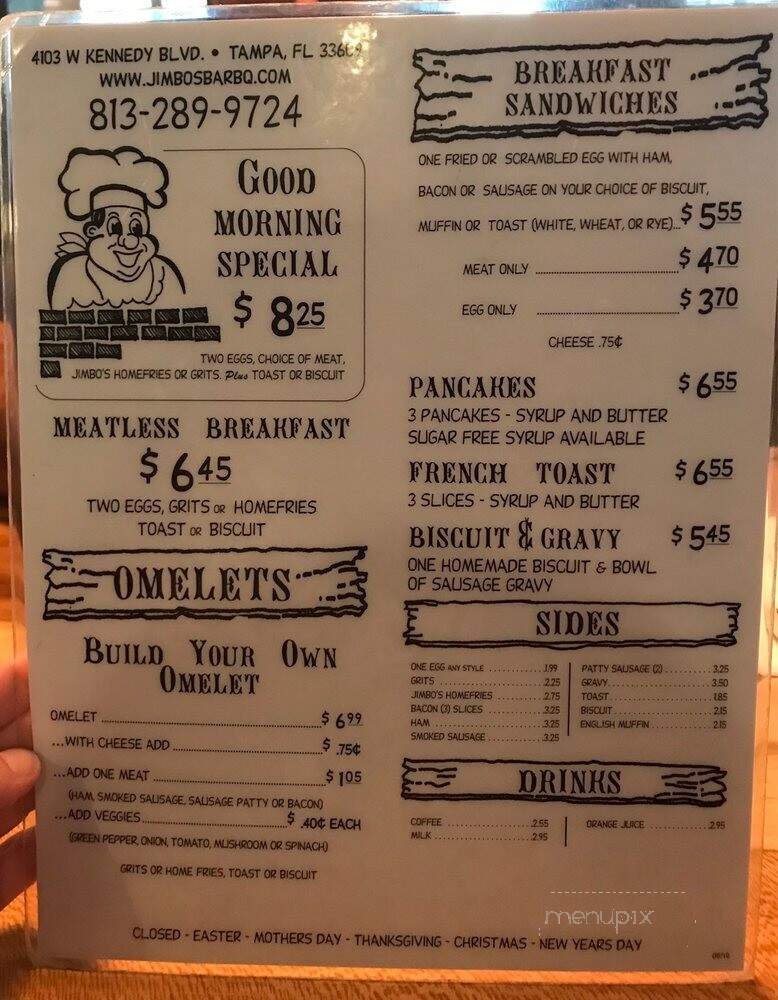 4103 W KENNEDY BLVD. • TAMPA, FL 33609
WWW.JIMBOSBARBQ.COM
813-289-9724
GOOD
MORNING
SPECIAL
$ 8.25
TWO EGGS, CHOICE OF MEAT,
JIMBO'S HOMEFRIES OR GRITS. Plus TOAST OR BISCUIT
MEATLESS BREAKFAST
$ 6.45
TWO EGGS, GRITS OR HOMEFRIES
TOAST OR BISCUIT
OMELETS
BUILD YOUR OWN
OMELET
OMELET ........ $ 6.99
...WITH CHEESE ADD ........ $ .75¢
...ADD ONE MEAT ........ $ 1.05
(HAM, SMOKED SAUSAGE, SAUSAGE PATTY OR BACON)
...ADD VEGGIES ........ $ .40¢ EACH
(GREEN PEPPER, ONION, TOMATO, MUSHROOM OR SPINACH)
GRITS OR HOME FRIES, TOAST OR BISCUIT
BREAKFAST
SANDWICHES
ONE FRIED OR SCRAMBLED EGG WITH HAM,
BACON OR SAUSAGE ON YOUR CHOICE OF BISCUIT,
MUFFIN OR TOAST (WHITE, WHEAT, OR RYE)... $ 5.55
MEAT ONLY ........ $ 4.70
EGG ONLY ........ $ 3.70
CHEESE .75¢
PANCAKES $ 6.55
3 PANCAKES - SYRUP AND BUTTER
SUGAR FREE SYRUP AVAILABLE
FRENCH TOAST $ 6.55
3 SLICES - SYRUP AND BUTTER
BISCUIT & GRAVY $ 5.45
ONE HOMEMADE BISCUIT & BOWL
OF SAUSAGE GRAVY
SIDES
ONE EGG ANY STYLE ........ 1.99
GRITS ........ 2.25
JIMBO'S HOMEFRIES ........ 2.75
BACON (3) SLICES ........ 3.25
HAM ........ 3.25
SMOKED SAUSAGE ........ 3.25
PATTY SAUSAGE (2) ........ 3.25
GRAVY ........ 3.50
TOAST ........ 1.85
BISCUIT ........ 2.15
ENGLISH MUFFIN ........ 2.15
DRINKS
COFFEE ........ 2.55
MILK ........ 2.95
ORANGE JUICE ........ 2.95
menupix
CLOSED - EASTER - MOTHERS DAY - THANKSGIVING - CHRISTMAS - NEW YEARS DAY